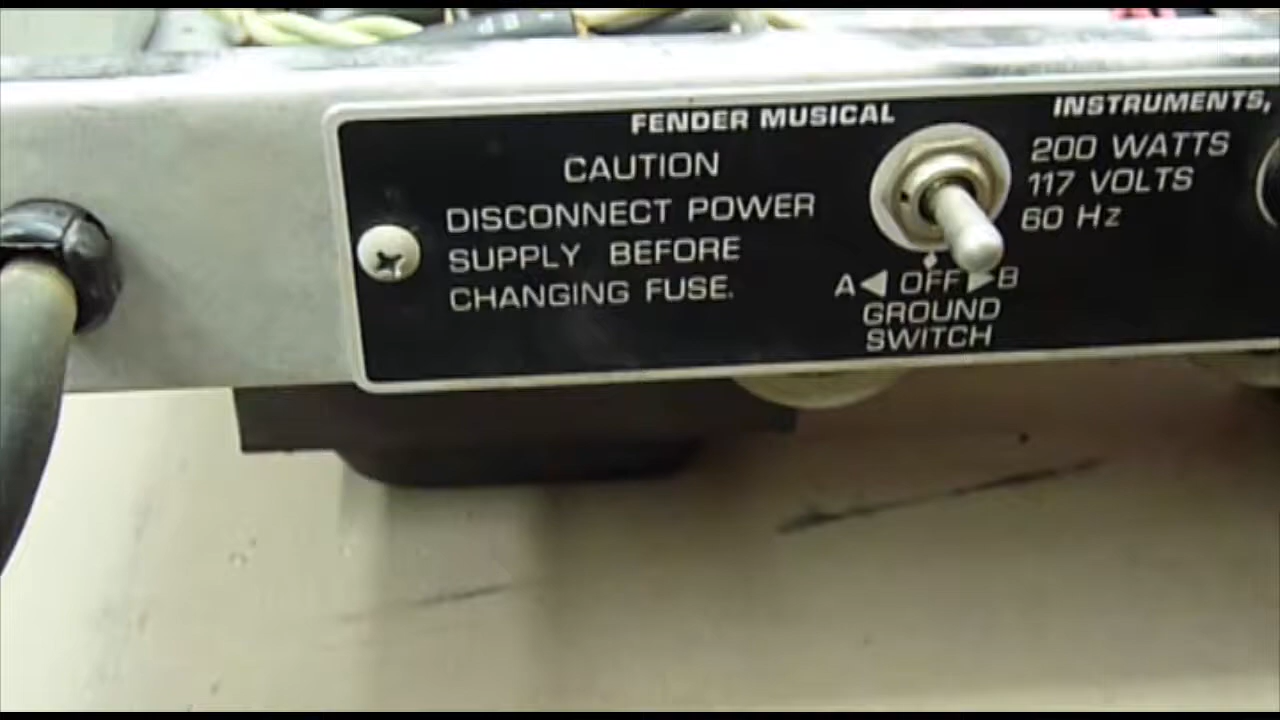 FENDER MUSICAL INSTRUMENTS,
CAUTION
DISCONNECT POWER
SUPPLY BEFORE
CHANGING FUSE.
200 WATTS
117 VOLTS
60 Hz
A ◀ OFF ▶ B
GROUND
SWITCH